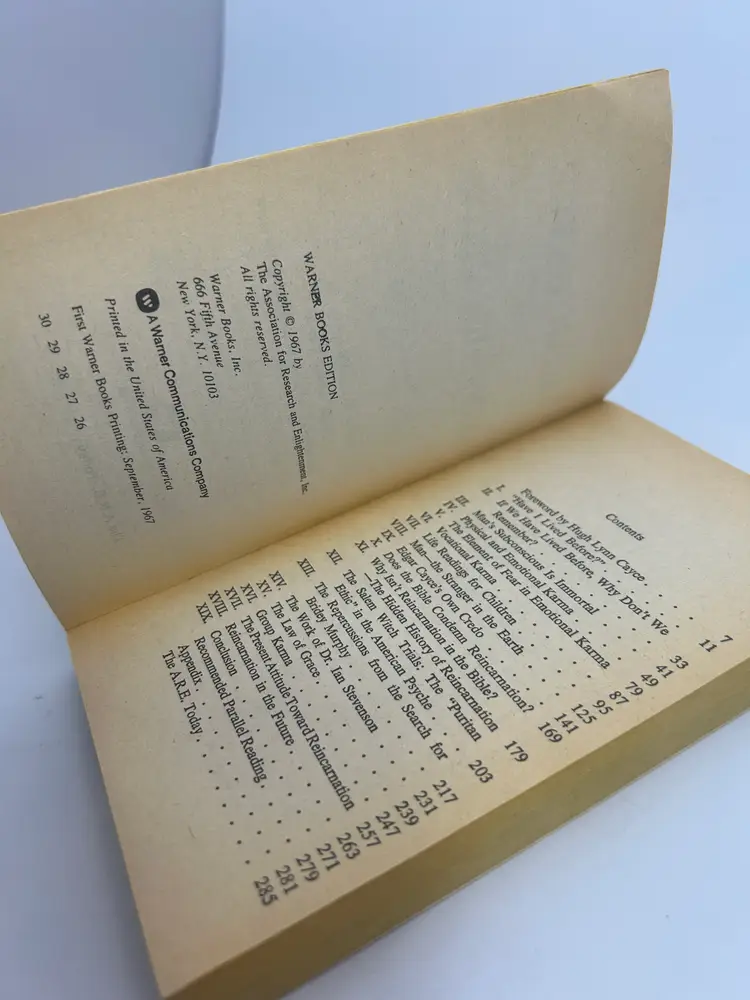 WARNER BOOKS EDITION
Copyright © 1967 by
The Association for Research and Enlightenment, Inc.
All rights reserved.
Warner Books, Inc.
666 Fifth Avenue
New York, N.Y. 10103
W A Warner Communications Company
Printed in the United States of America
First Warner Books Printing: September, 1967
30 29 28 27 26
Contents
Foreword by Hugh Lynn Cayce . . . . 7
I. "Have I Lived Before?" . . . . 11
II. If We Have Lived Before, Why Don't We
Remember? . . . . 33
III. Man's Subconscious Is Immortal . . . . 41
IV. Physical and Emotional Karma . . . . 49
V. The Element of Fear in Emotional Karma 79
VI. Vocational Karma . . . . 87
VII. Life Readings for Children . . . . 95
VIII. Man—the Stranger in the Earth . . . . 125
IX. Edgar Cayce's Own Credo . . . . 141
X. Does the Bible Condemn Reincarnation? 169
XI. Why Isn't Reincarnation in the Bible?
—The Hidden History of Reincarnation 179
XII. The Salem Witch Trials: The "Puritan
Ethic" in the American Psyche . . . . 203
XIII. The Repercussions from the Search for
Bridey Murphy . . . . 217
XIV. The Work of Dr. Ian Stevenson . . . . 231
XV. The Law of Grace . . . . 239
XVI. Group Karma . . . . 247
XVII. The Present Attitude Toward Reincarnation 257
XVIII. Reincarnation in the Future . . . . 263
XIX. Conclusion . . . . 271
Recommended Parallel Reading . . . . 279
Appendix . . . . 281
The A.R.E. Today . . . . 285